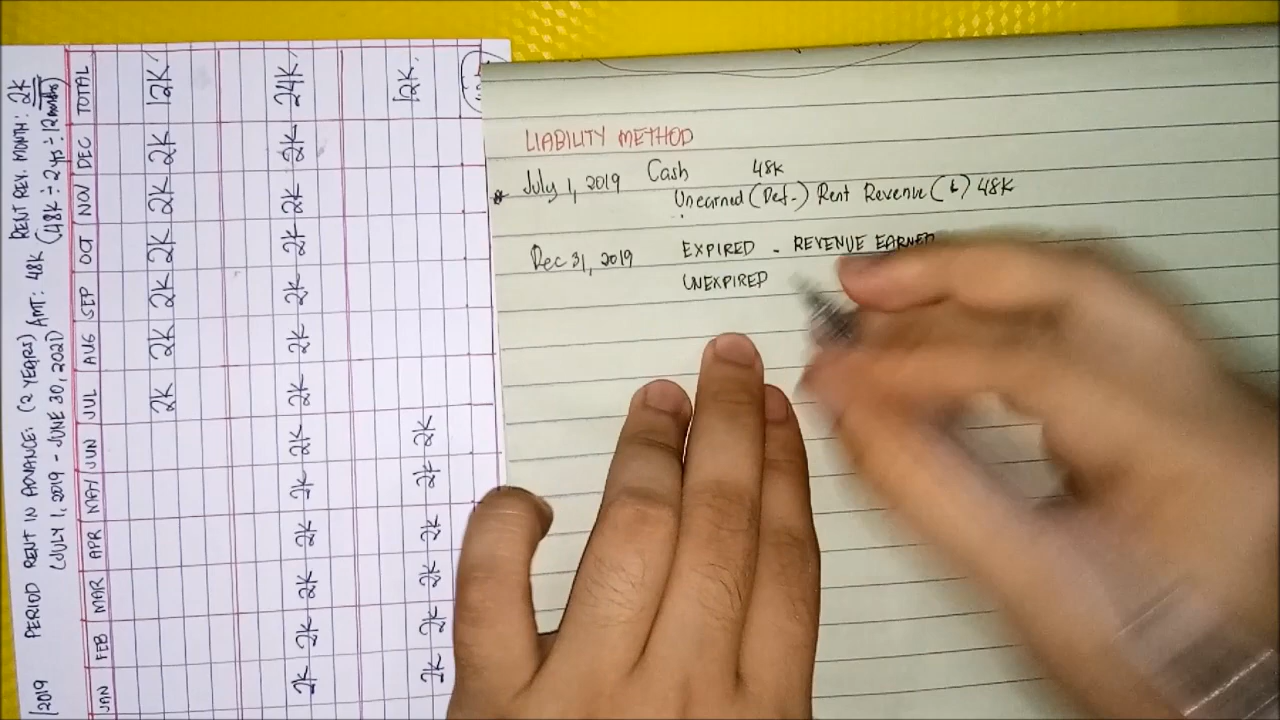 PERIOD RENT IN ADVANCE: (2 YEARS) AMT: 48K RENT REV. MONTH: 2K
(JULY 1, 2019 - JUNE 30, 2021) (48K ÷ 2yrs ÷ 12 months)
2019 JAN FEB MAR APR MAY JUN JUL AUG SEP OCT NOV DEC TOTAL
2K 2K 2K 2K 2K 2K 12K
2K 2K 2K 2K 2K 2K 2K 2K 2K 2K 2K 2K 24K
2K 2K 2K 2K 2K 2K 12K
LIABILITY METHOD
* July 1, 2019 Cash 48K
Unearned (Def.) Rent Revenue (L) 48K
Dec 31, 2019 EXPIRED - REVENUE EARNED
UNEXPIRED